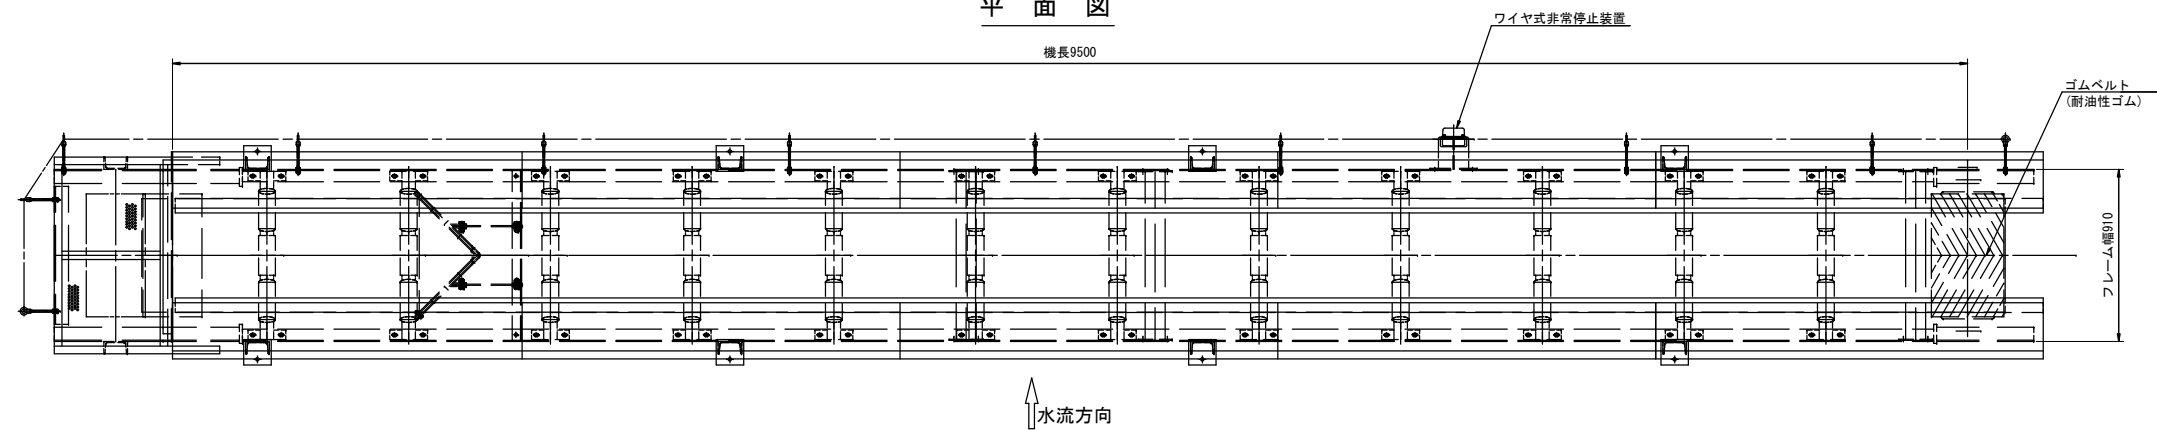 平 面 図
ワイヤ式非常停止装置
機長9500
ゴムベルト
(耐油性ゴム)
フレーム幅910
水流方向